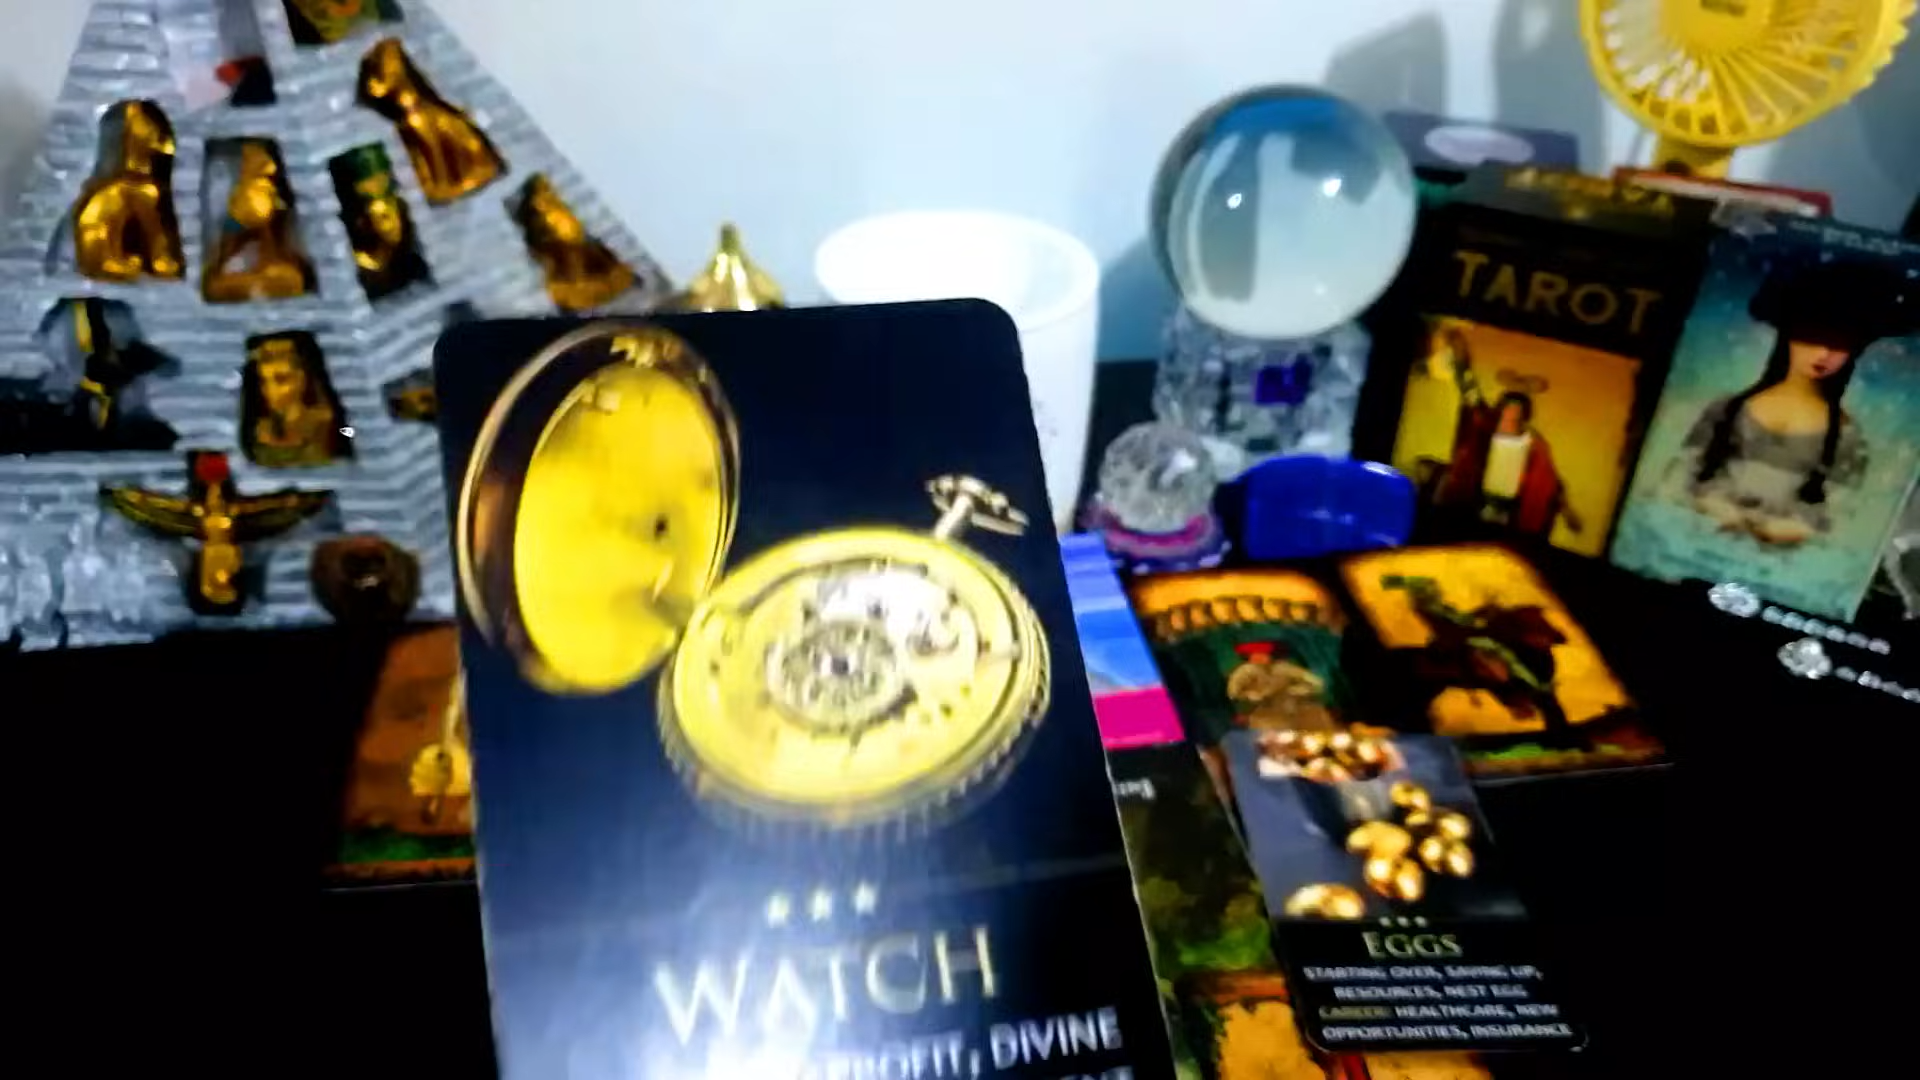 TAROT
WATCH
PROFIT, DIVINE
EGGS
STARTING OVER, SAVING UP,
RESOURCES, NEST EGG
CAREER: HEALTHCARE, NEW
OPPORTUNITIES, INSURANCE